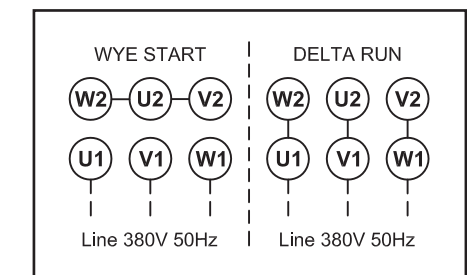 WYE START
W2 U2 V2
U1 V1 W1
Line 380V 50Hz
DELTA RUN
W2 U2 V2
U1 V1 W1
Line 380V 50Hz